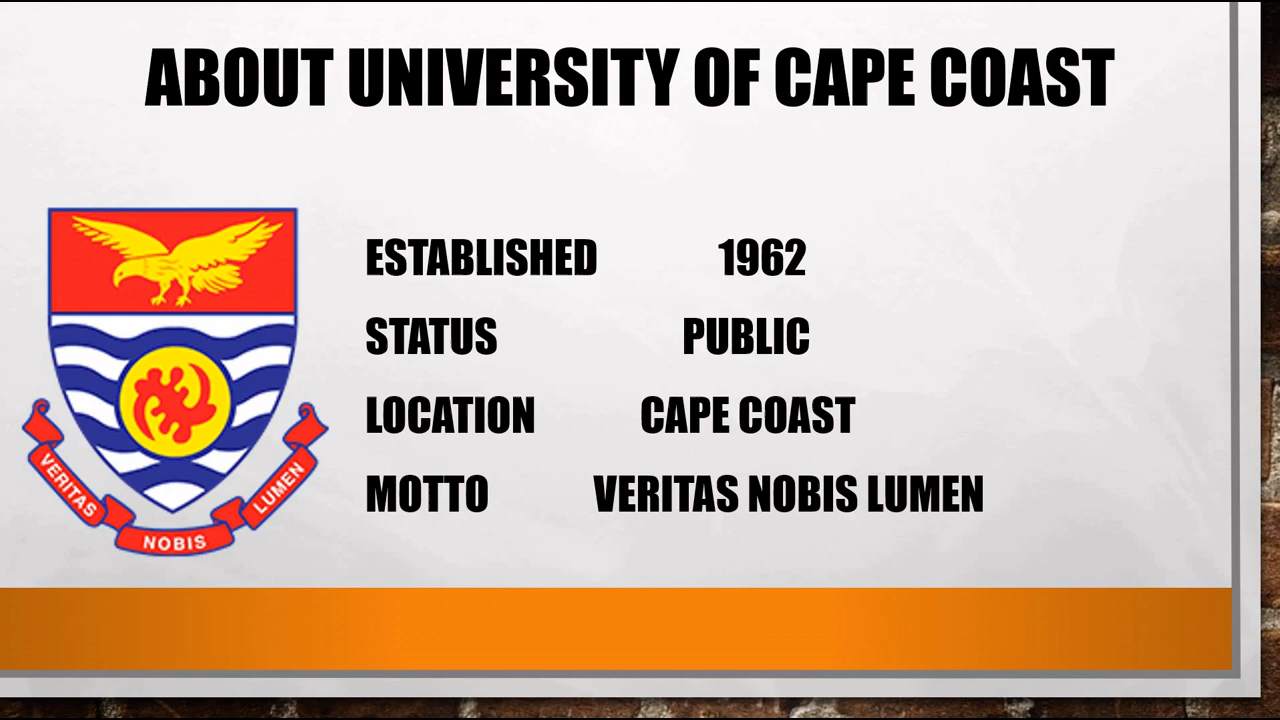 ABOUT UNIVERSITY OF CAPE COAST
ESTABLISHED 1962
STATUS PUBLIC
LOCATION CAPE COAST
MOTTO VERITAS NOBIS LUMEN
VERITAS NOBIS LUMEN